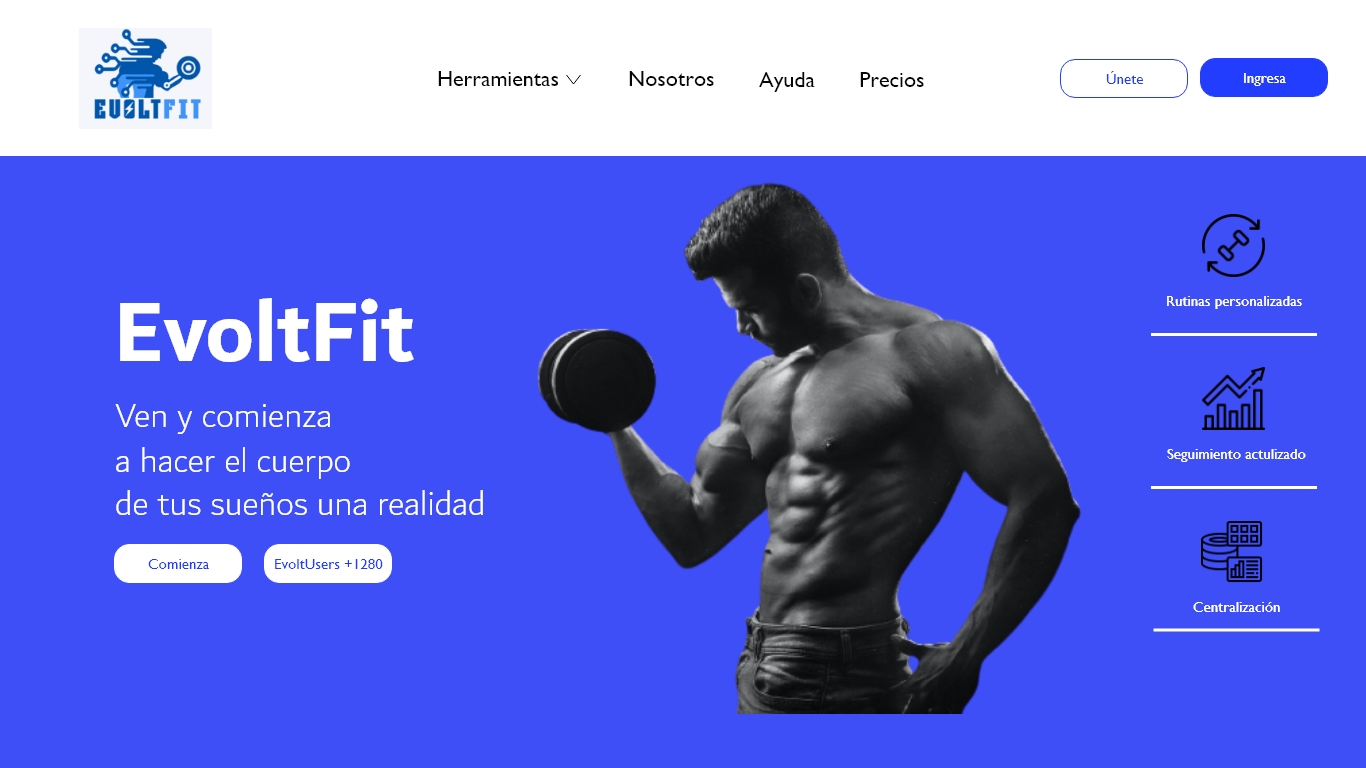 EVOLTFIT
Herramientas
Nosotros
Ayuda
Precios
Únete
Ingresa
EvoltFit
Ven y comienza
a hacer el cuerpo
de tus sueños una realidad
Comienza
EvoltUsers +1280
Rutinas personalizadas
Seguimiento actulizado
Centralización